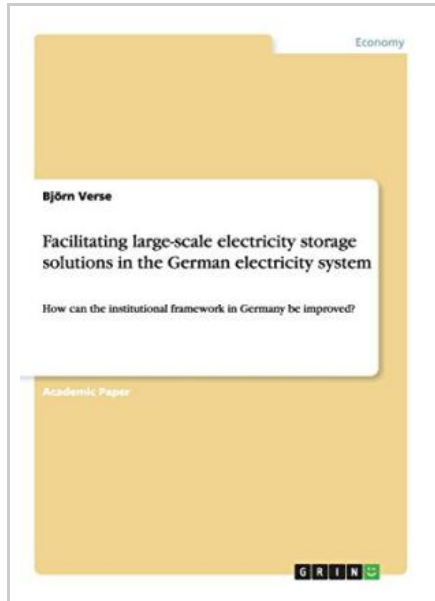 Economy
Björn Verse
Facilitating large-scale electricity storage
solutions in the German electricity system
How can the institutional framework in Germany be improved?
Academic Paper
GRIN